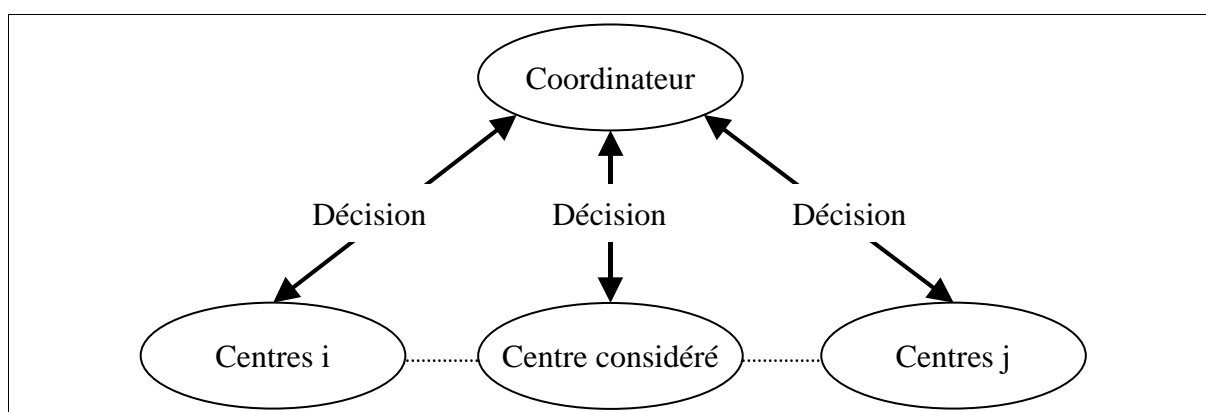 Coordinateur
Décision Décision Décision
Centres i Centre considéré Centres j